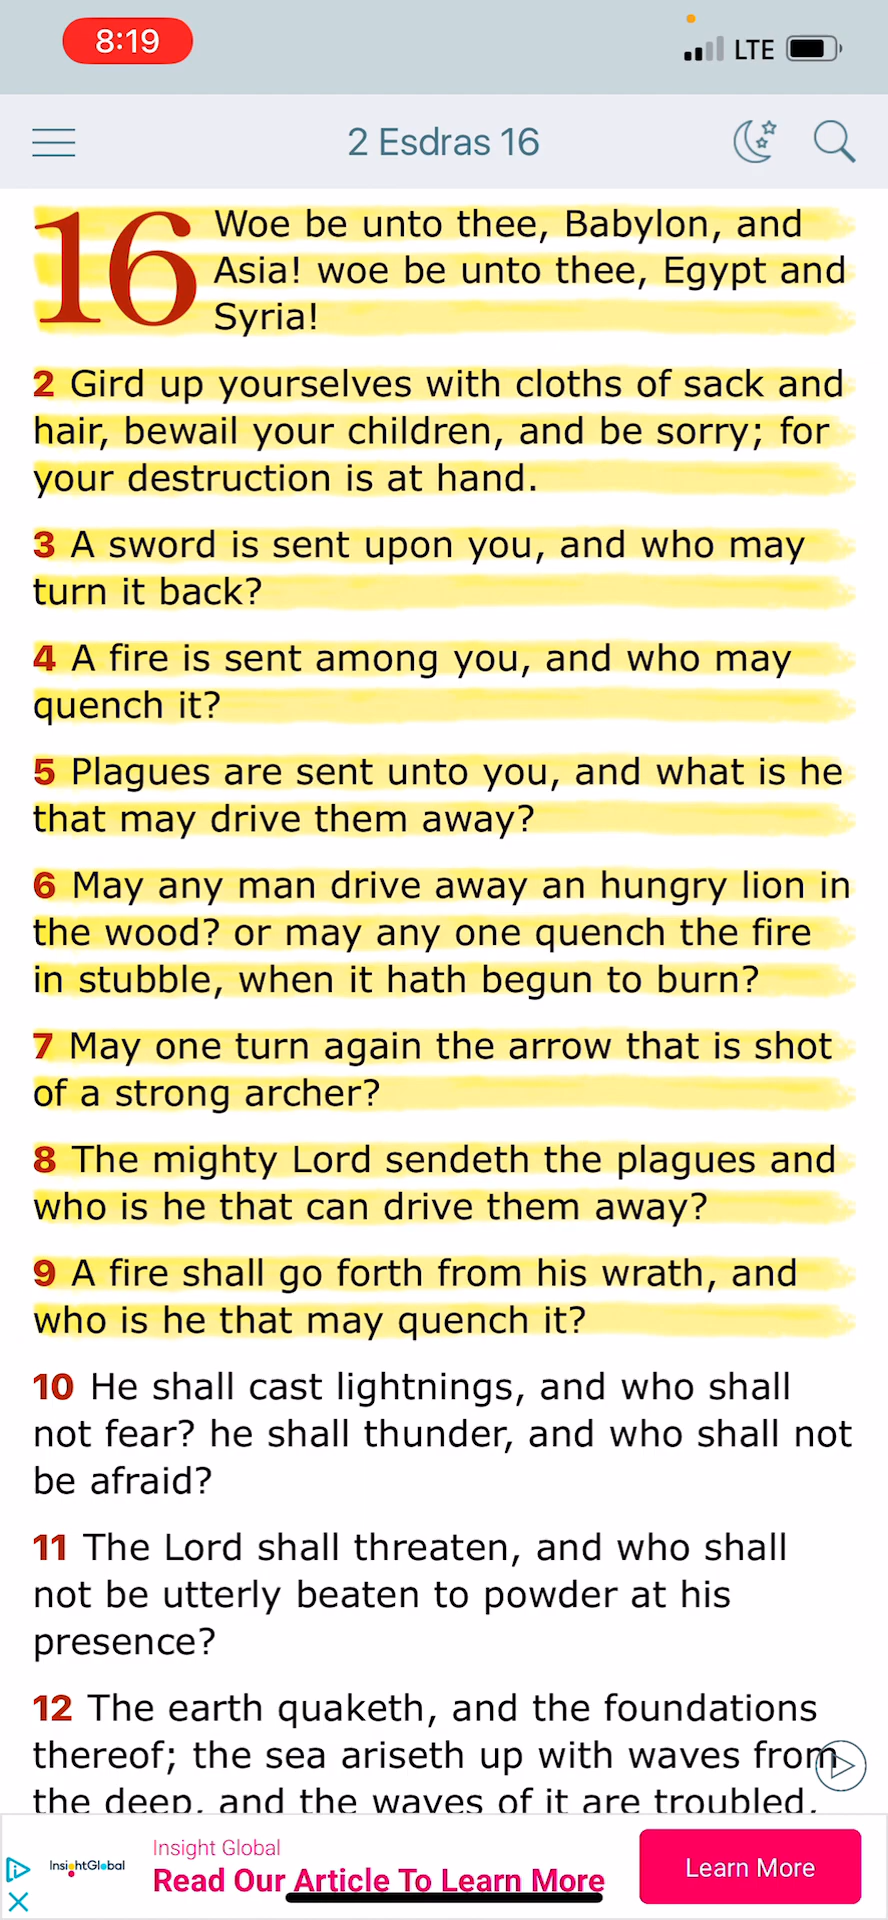 8:19
LTE
2 Esdras 16
16 Woe be unto thee, Babylon, and
Asia! woe be unto thee, Egypt and
Syria!
2 Gird up yourselves with cloths of sack and
hair, bewail your children, and be sorry; for
your destruction is at hand.
3 A sword is sent upon you, and who may
turn it back?
4 A fire is sent among you, and who may
quench it?
5 Plagues are sent unto you, and what is he
that may drive them away?
6 May any man drive away an hungry lion in
the wood? or may any one quench the fire
in stubble, when it hath begun to burn?
7 May one turn again the arrow that is shot
of a strong archer?
8 The mighty Lord sendeth the plagues and
who is he that can drive them away?
9 A fire shall go forth from his wrath, and
who is he that may quench it?
10 He shall cast lightnings, and who shall
not fear? he shall thunder, and who shall not
be afraid?
11 The Lord shall threaten, and who shall
not be utterly beaten to powder at his
presence?
12 The earth quaketh, and the foundations
thereof; the sea ariseth up with waves from
the deep, and the waves of it are troubled,
InsightGlobal
Insight Global
Read Our Article To Learn More
Learn More